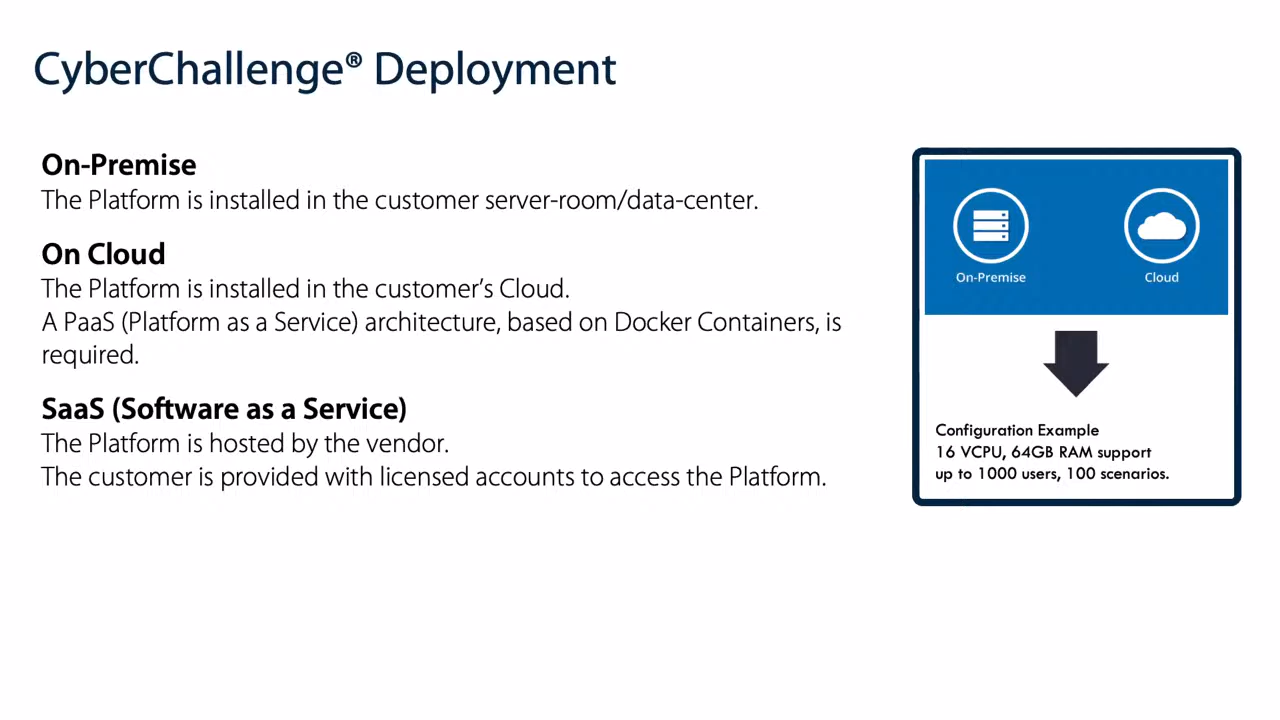 CyberChallenge® Deployment
On-Premise
The Platform is installed in the customer server-room/data-center.
On Cloud
The Platform is installed in the customer’s Cloud.
A PaaS (Platform as a Service) architecture, based on Docker Containers, is
required.
SaaS (Software as a Service)
The Platform is hosted by the vendor.
The customer is provided with licensed accounts to access the Platform.
On-Premise
Cloud
Configuration Example
16 VCPU, 64GB RAM support
up to 1000 users, 100 scenarios.